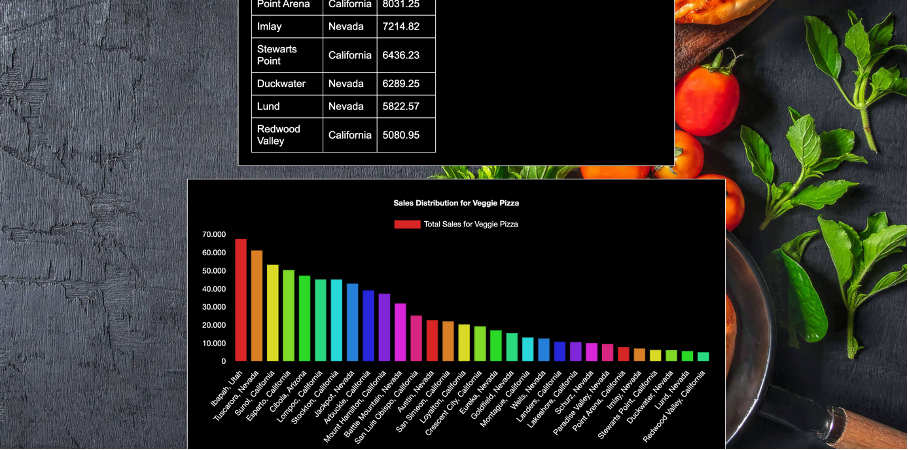 Point Arena California 8031.25
Imlay Nevada 7214.82
Stewarts
Point California 6436.23
Duckwater Nevada 6289.25
Lund Nevada 5822.57
Redwood
Valley California 5080.95
Sales Distribution for Veggie Pizza
Total Sales for Veggie Pizza
70.000
60.000
50.000
40.000
30.000
20.000
10.000
0
Ibapah, Utah
Tuscarora, Nevada
Sunol, California
Esparto, California
Cibola, Arizona
Lompoc, California
Stockton, California
Jackpot, Nevada
Arbuckle, California
Mount Hamilton, California
Battle Mountain, Nevada
San Luis Obispo, California
Austin, Nevada
San Simeon, California
Loyalton, California
Crescent City, California
Eureka, Nevada
Goldfield, Nevada
Montague, California
Wells, Nevada
Landers, California
Lakeshore, California
Schurz, Nevada
Paradise Valley, Nevada
Point Arena, California
Imlay, Nevada
Stewarts Point, California
Duckwater, Nevada
Lund, Nevada
Redwood Valley, California